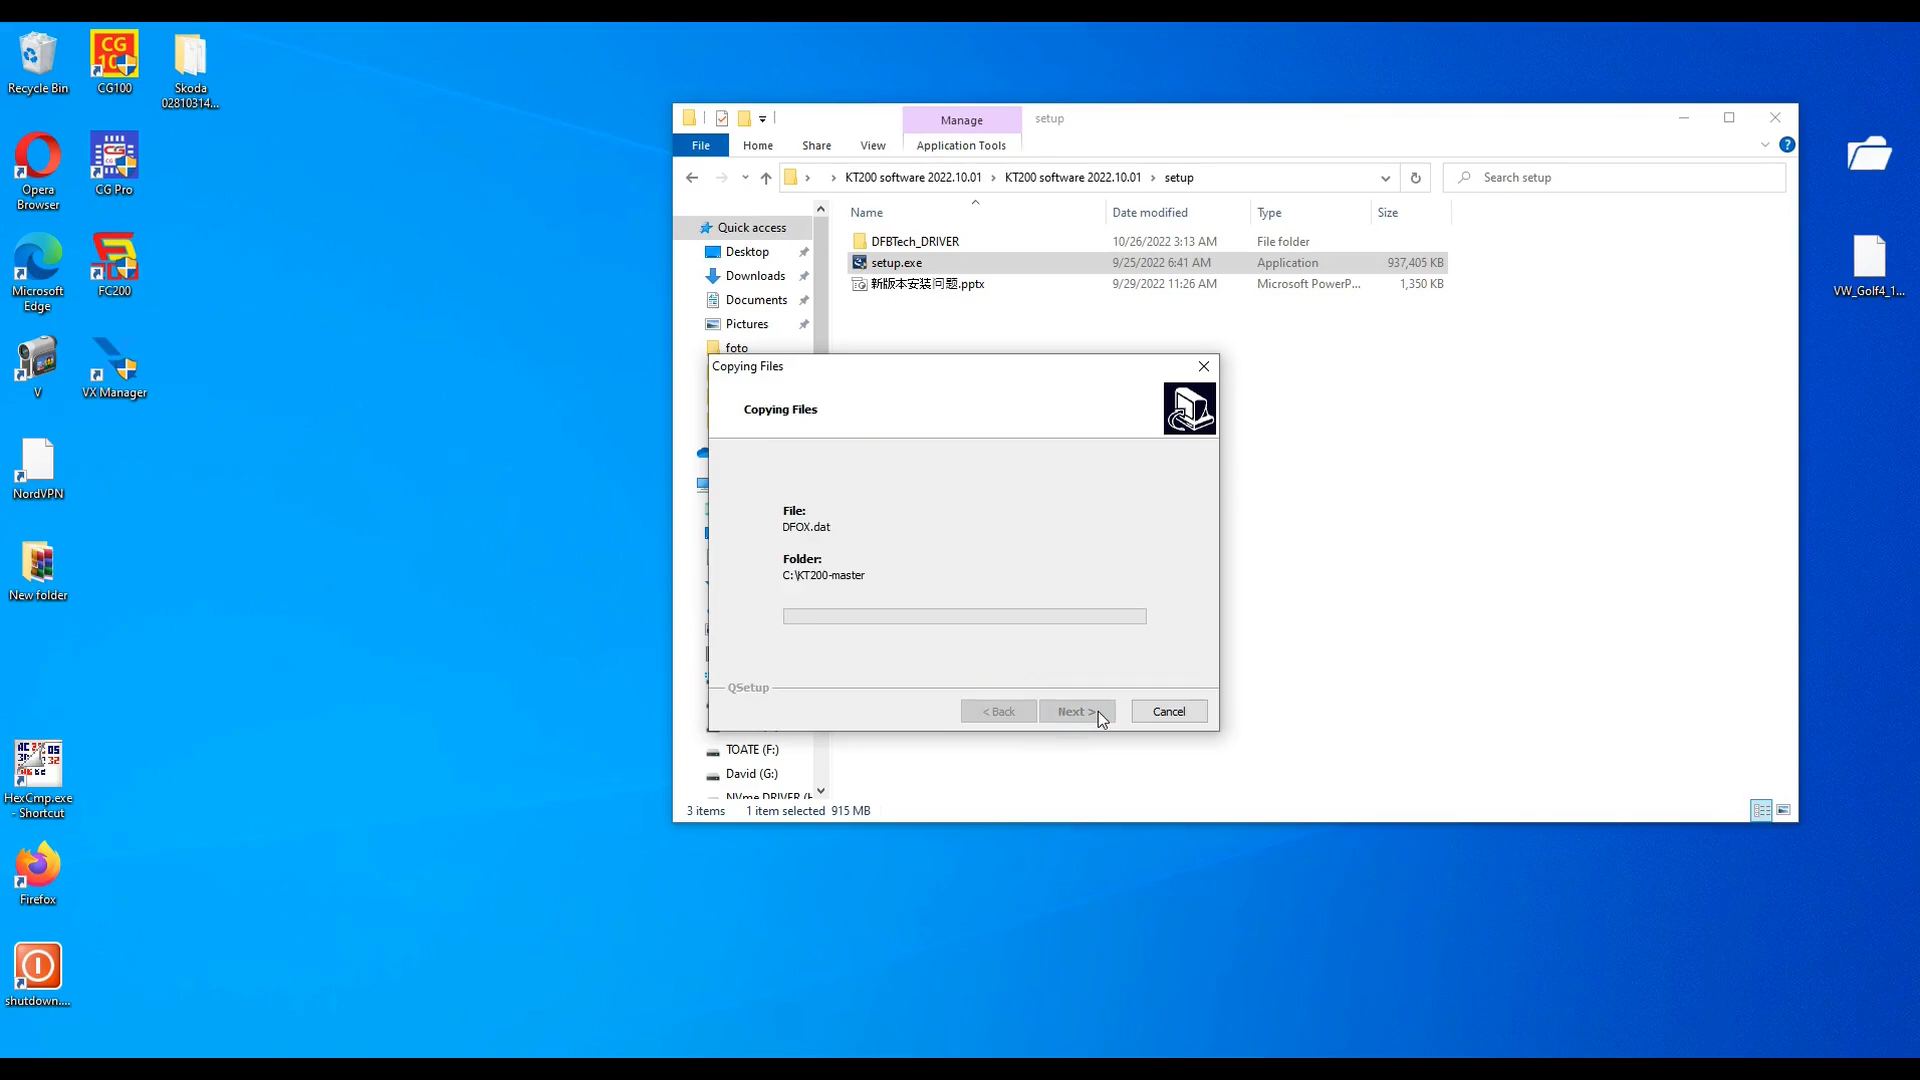 Recycle Bin
CG100
Skoda
02810314...
Opera
Browser
CG Pro
Microsoft
Edge
FC200
V
VX Manager
NordVPN
New folder
HexCmp.exe
- Shortcut
Firefox
shutdown....
Manage
setup
File
Home
Share
View
Application Tools
KT200 software 2022.10.01
KT200 software 2022.10.01
setup
Search setup
Quick access
Desktop
Downloads
Documents
Pictures
foto
TOATE (F:)
David (G:)
NVme DRIVER (H
Name
Date modified
Type
Size
DFBTech_DRIVER
10/26/2022 3:13 AM
File folder
setup.exe
9/25/2022 6:41 AM
Application
937,405 KB
新版本安装问题.pptx
9/29/2022 11:26 AM
Microsoft PowerP...
1,350 KB
Copying Files
Copying Files
File:
DFOX.dat
Folder:
C:\KT200-master
QSetup
< Back
Next >
Cancel
3 items
1 item selected
915 MB
VW_Golf4_1...